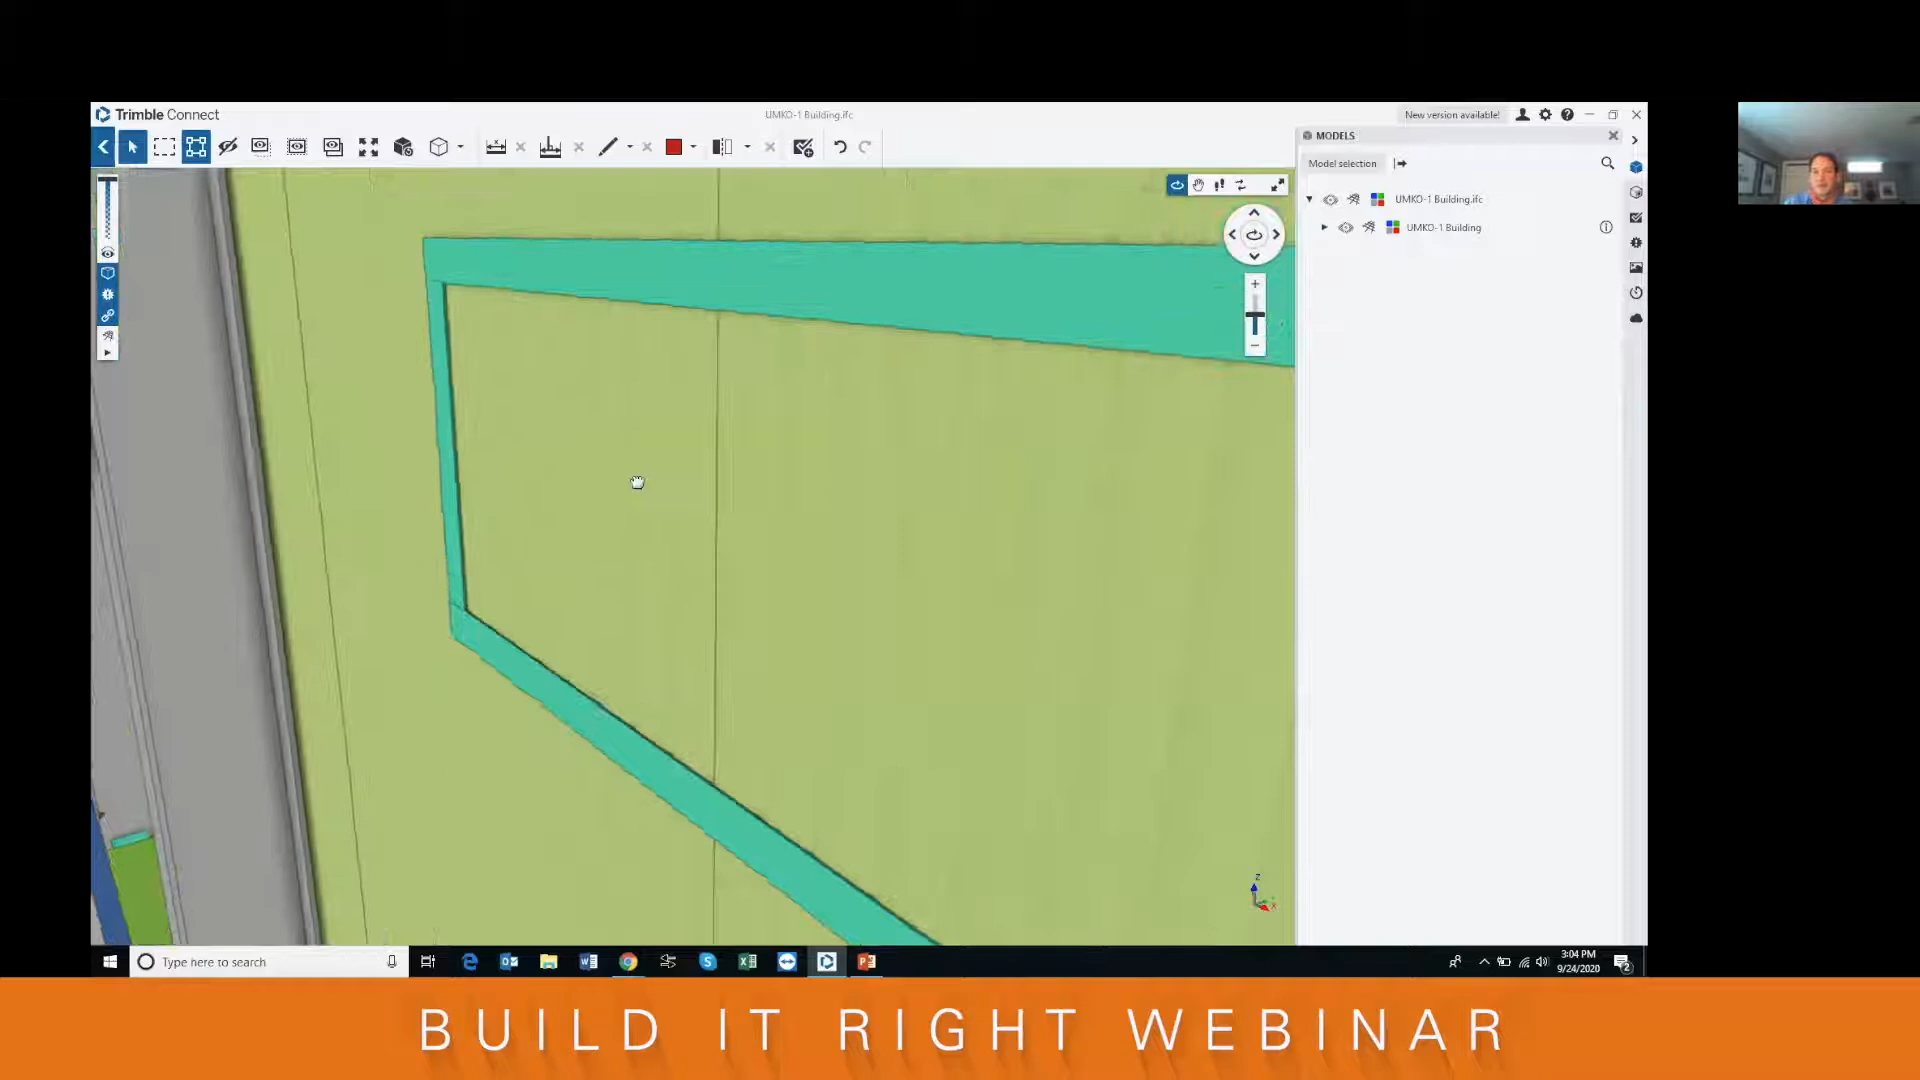 Trimble Connect
UMKO-1 Building.ifc
New version available!
MODELS
Model selection
UMKO-1 Building.ifc
UMKO-1 Building
Z
X
Type here to search
3:04 PM
9/24/2020
2
BUILD IT RIGHT WEBINAR